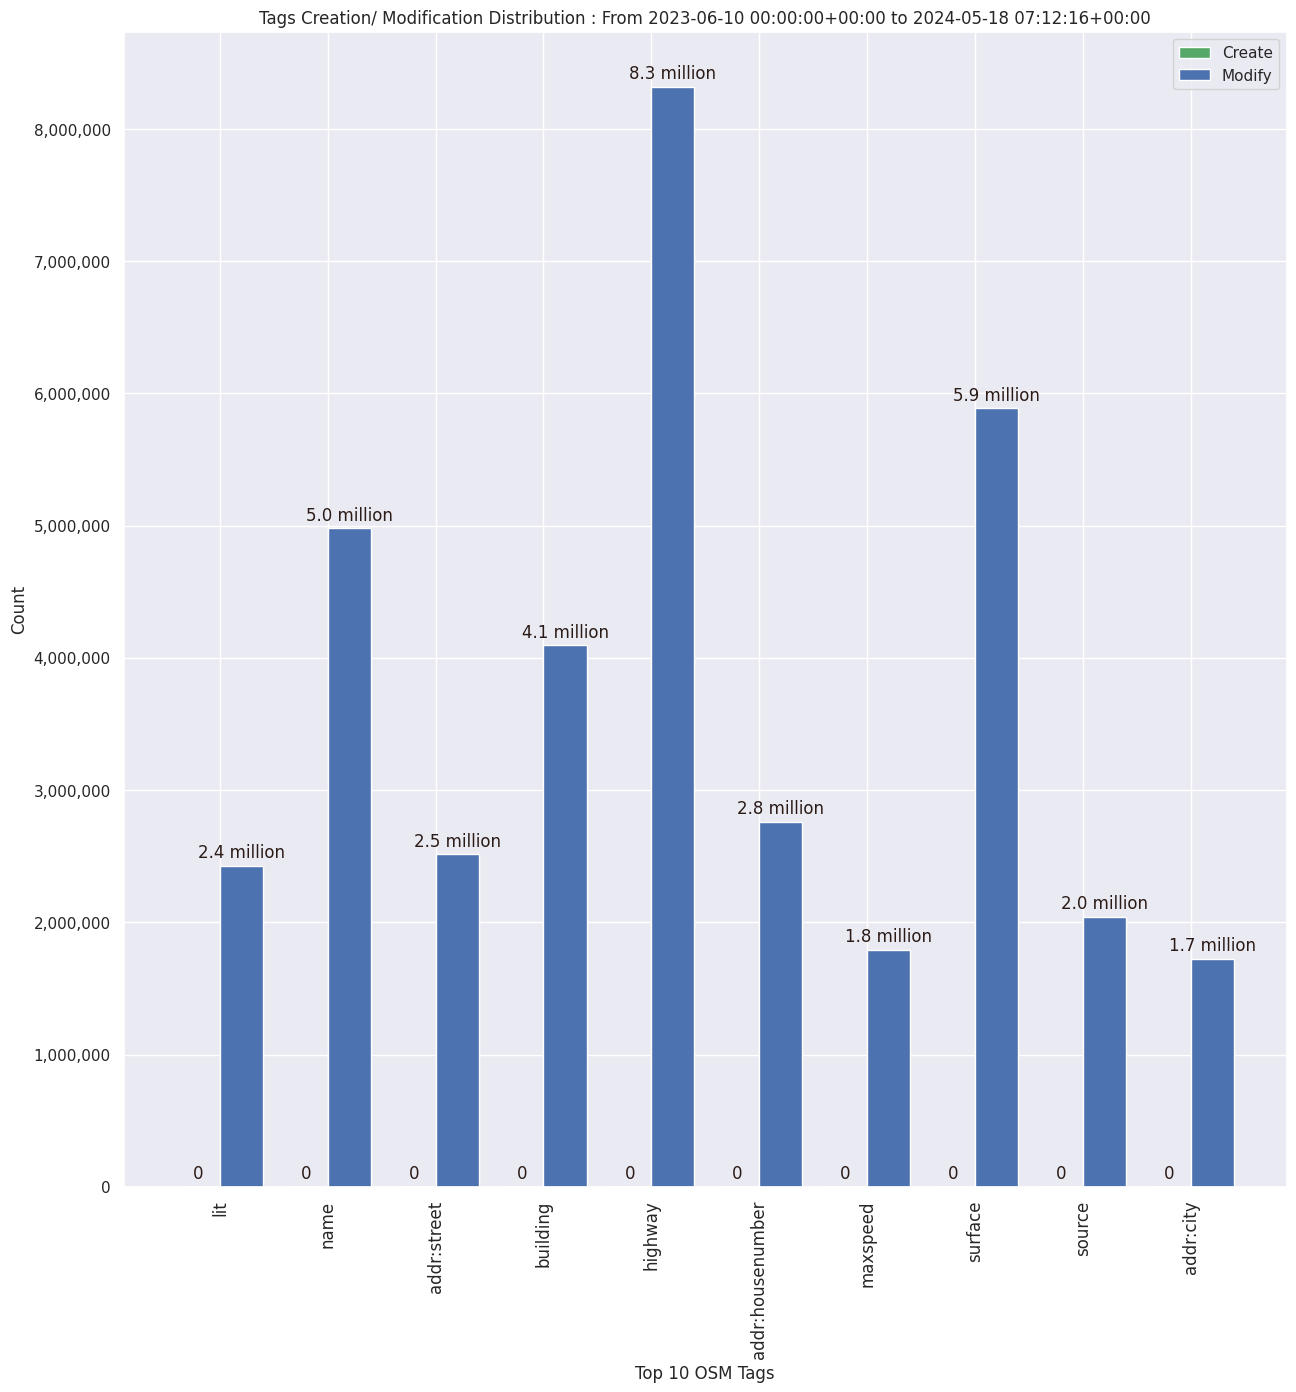 Tags Creation/ Modification Distribution : From 2023-06-10 00:00:00+00:00 to 2024-05-18 07:12:16+00:00
Create
Modify
8.3 million
8,000,000
7,000,000
6,000,000
5.9 million
5.0 million
5,000,000
4.1 million
4,000,000
3,000,000
2.8 million
2.5 million
2.4 million
2,000,000
2.0 million
1.8 million
1.7 million
1,000,000
0 0 0 0 0 0 0 0 0 0
0
Count
lit
name
addr:street
building
highway
addr:housenumber
maxspeed
surface
source
addr:city
Top 10 OSM Tags